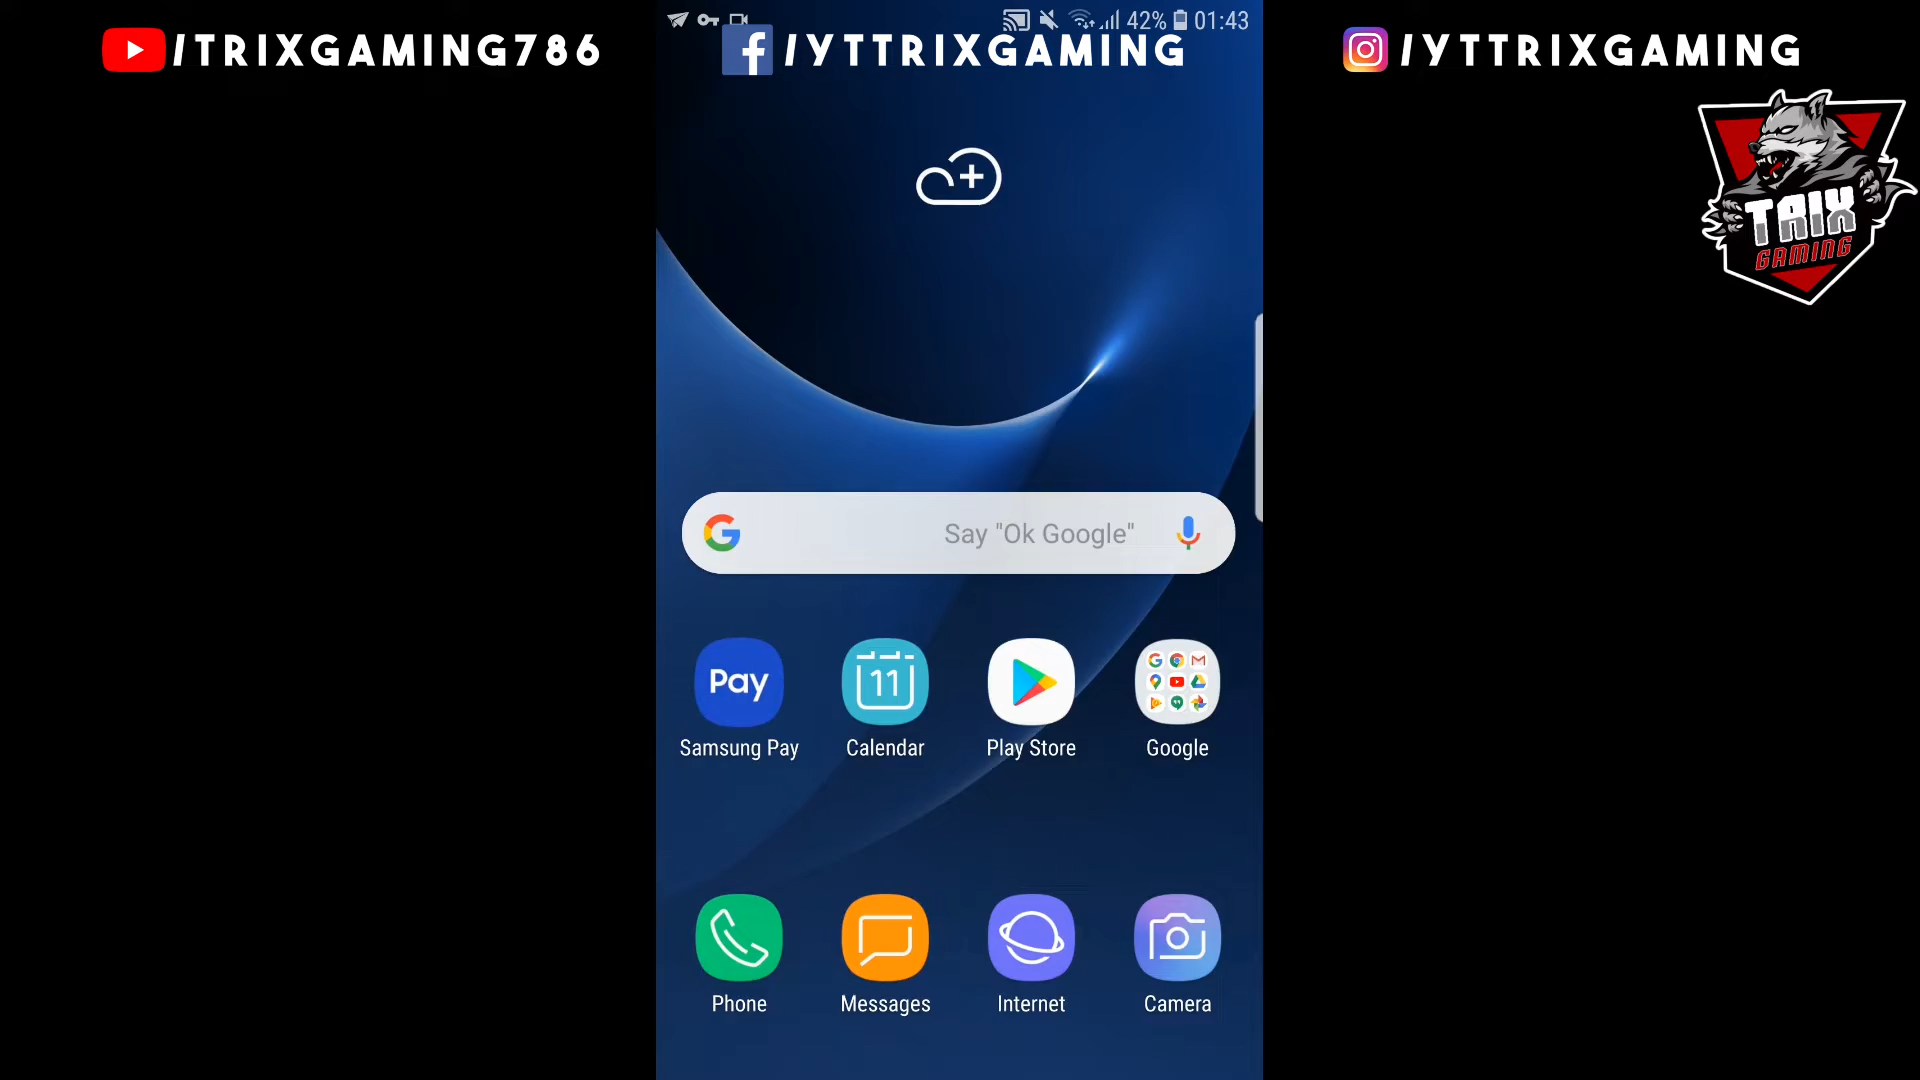 42% 01:43
/TRIXGAMING786
/YTTRIXGAMING
/YTTRIXGAMING
TRIX
GAMING
Say "Ok Google"
Pay
11
Samsung Pay
Calendar
Play Store
Google
Phone
Messages
Internet
Camera